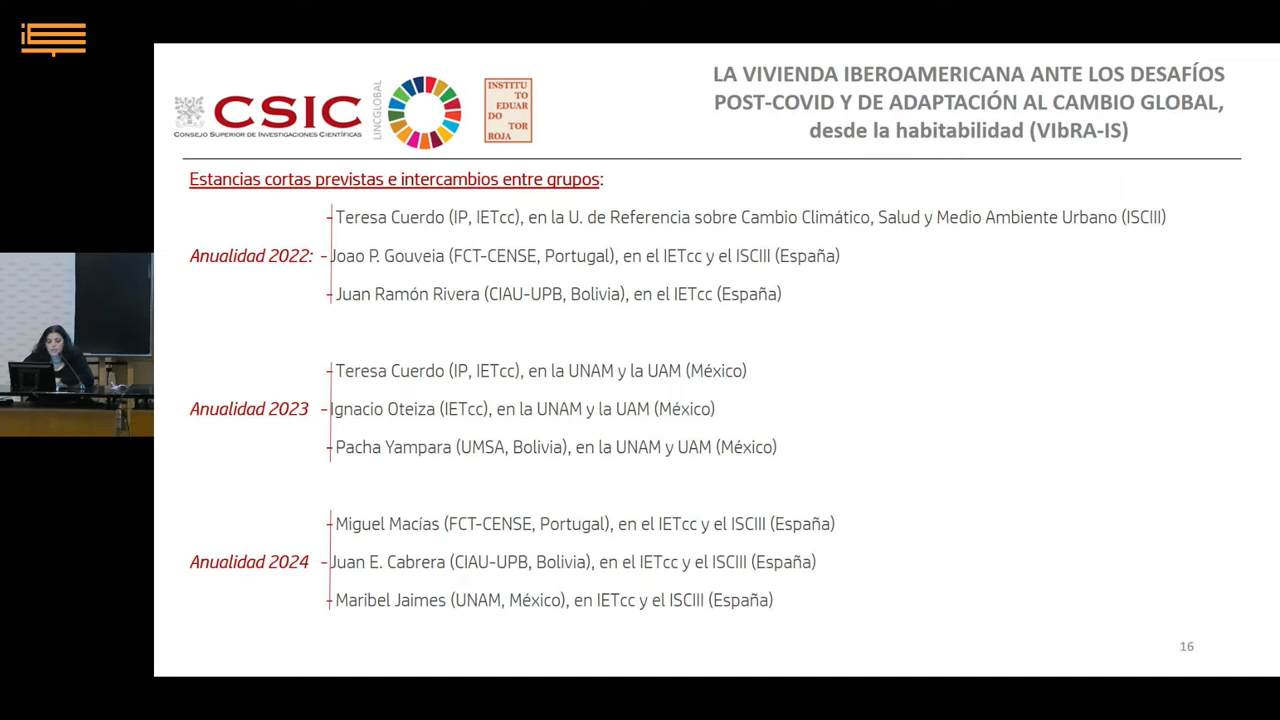 CSIC
CONSEJO SUPERIOR DE INVESTIGACIONES CIENTÍFICAS
LINCGLOBAL
INSTITU
TO
EDUAR
DO
TOR
ROJA
LA VIVIENDA IBEROAMERICANA ANTE LOS DESAFÍOS
POST-COVID Y DE ADAPTACIÓN AL CAMBIO GLOBAL,
desde la habitabilidad (VIbRA-IS)
Estancias cortas previstas e intercambios entre grupos:
Anualidad 2022:
- Teresa Cuerdo (IP, IETcc), en la U. de Referencia sobre Cambio Climático, Salud y Medio Ambiente Urbano (ISCIII)
- Joao P. Gouveia (FCT-CENSE, Portugal), en el IETcc y el ISCIII (España)
- Juan Ramón Rivera (CIAU-UPB, Bolivia), en el IETcc (España)
Anualidad 2023
- Teresa Cuerdo (IP, IETcc), en la UNAM y la UAM (México)
- Ignacio Oteiza (IETcc), en la UNAM y la UAM (México)
- Pacha Yampara (UMSA, Bolivia), en la UNAM y UAM (México)
Anualidad 2024
- Miguel Macías (FCT-CENSE, Portugal), en el IETcc y el ISCIII (España)
- Juan E. Cabrera (CIAU-UPB, Bolivia), en el IETcc y el ISCIII (España)
- Maribel Jaimes (UNAM, México), en IETcc y el ISCIII (España)
16